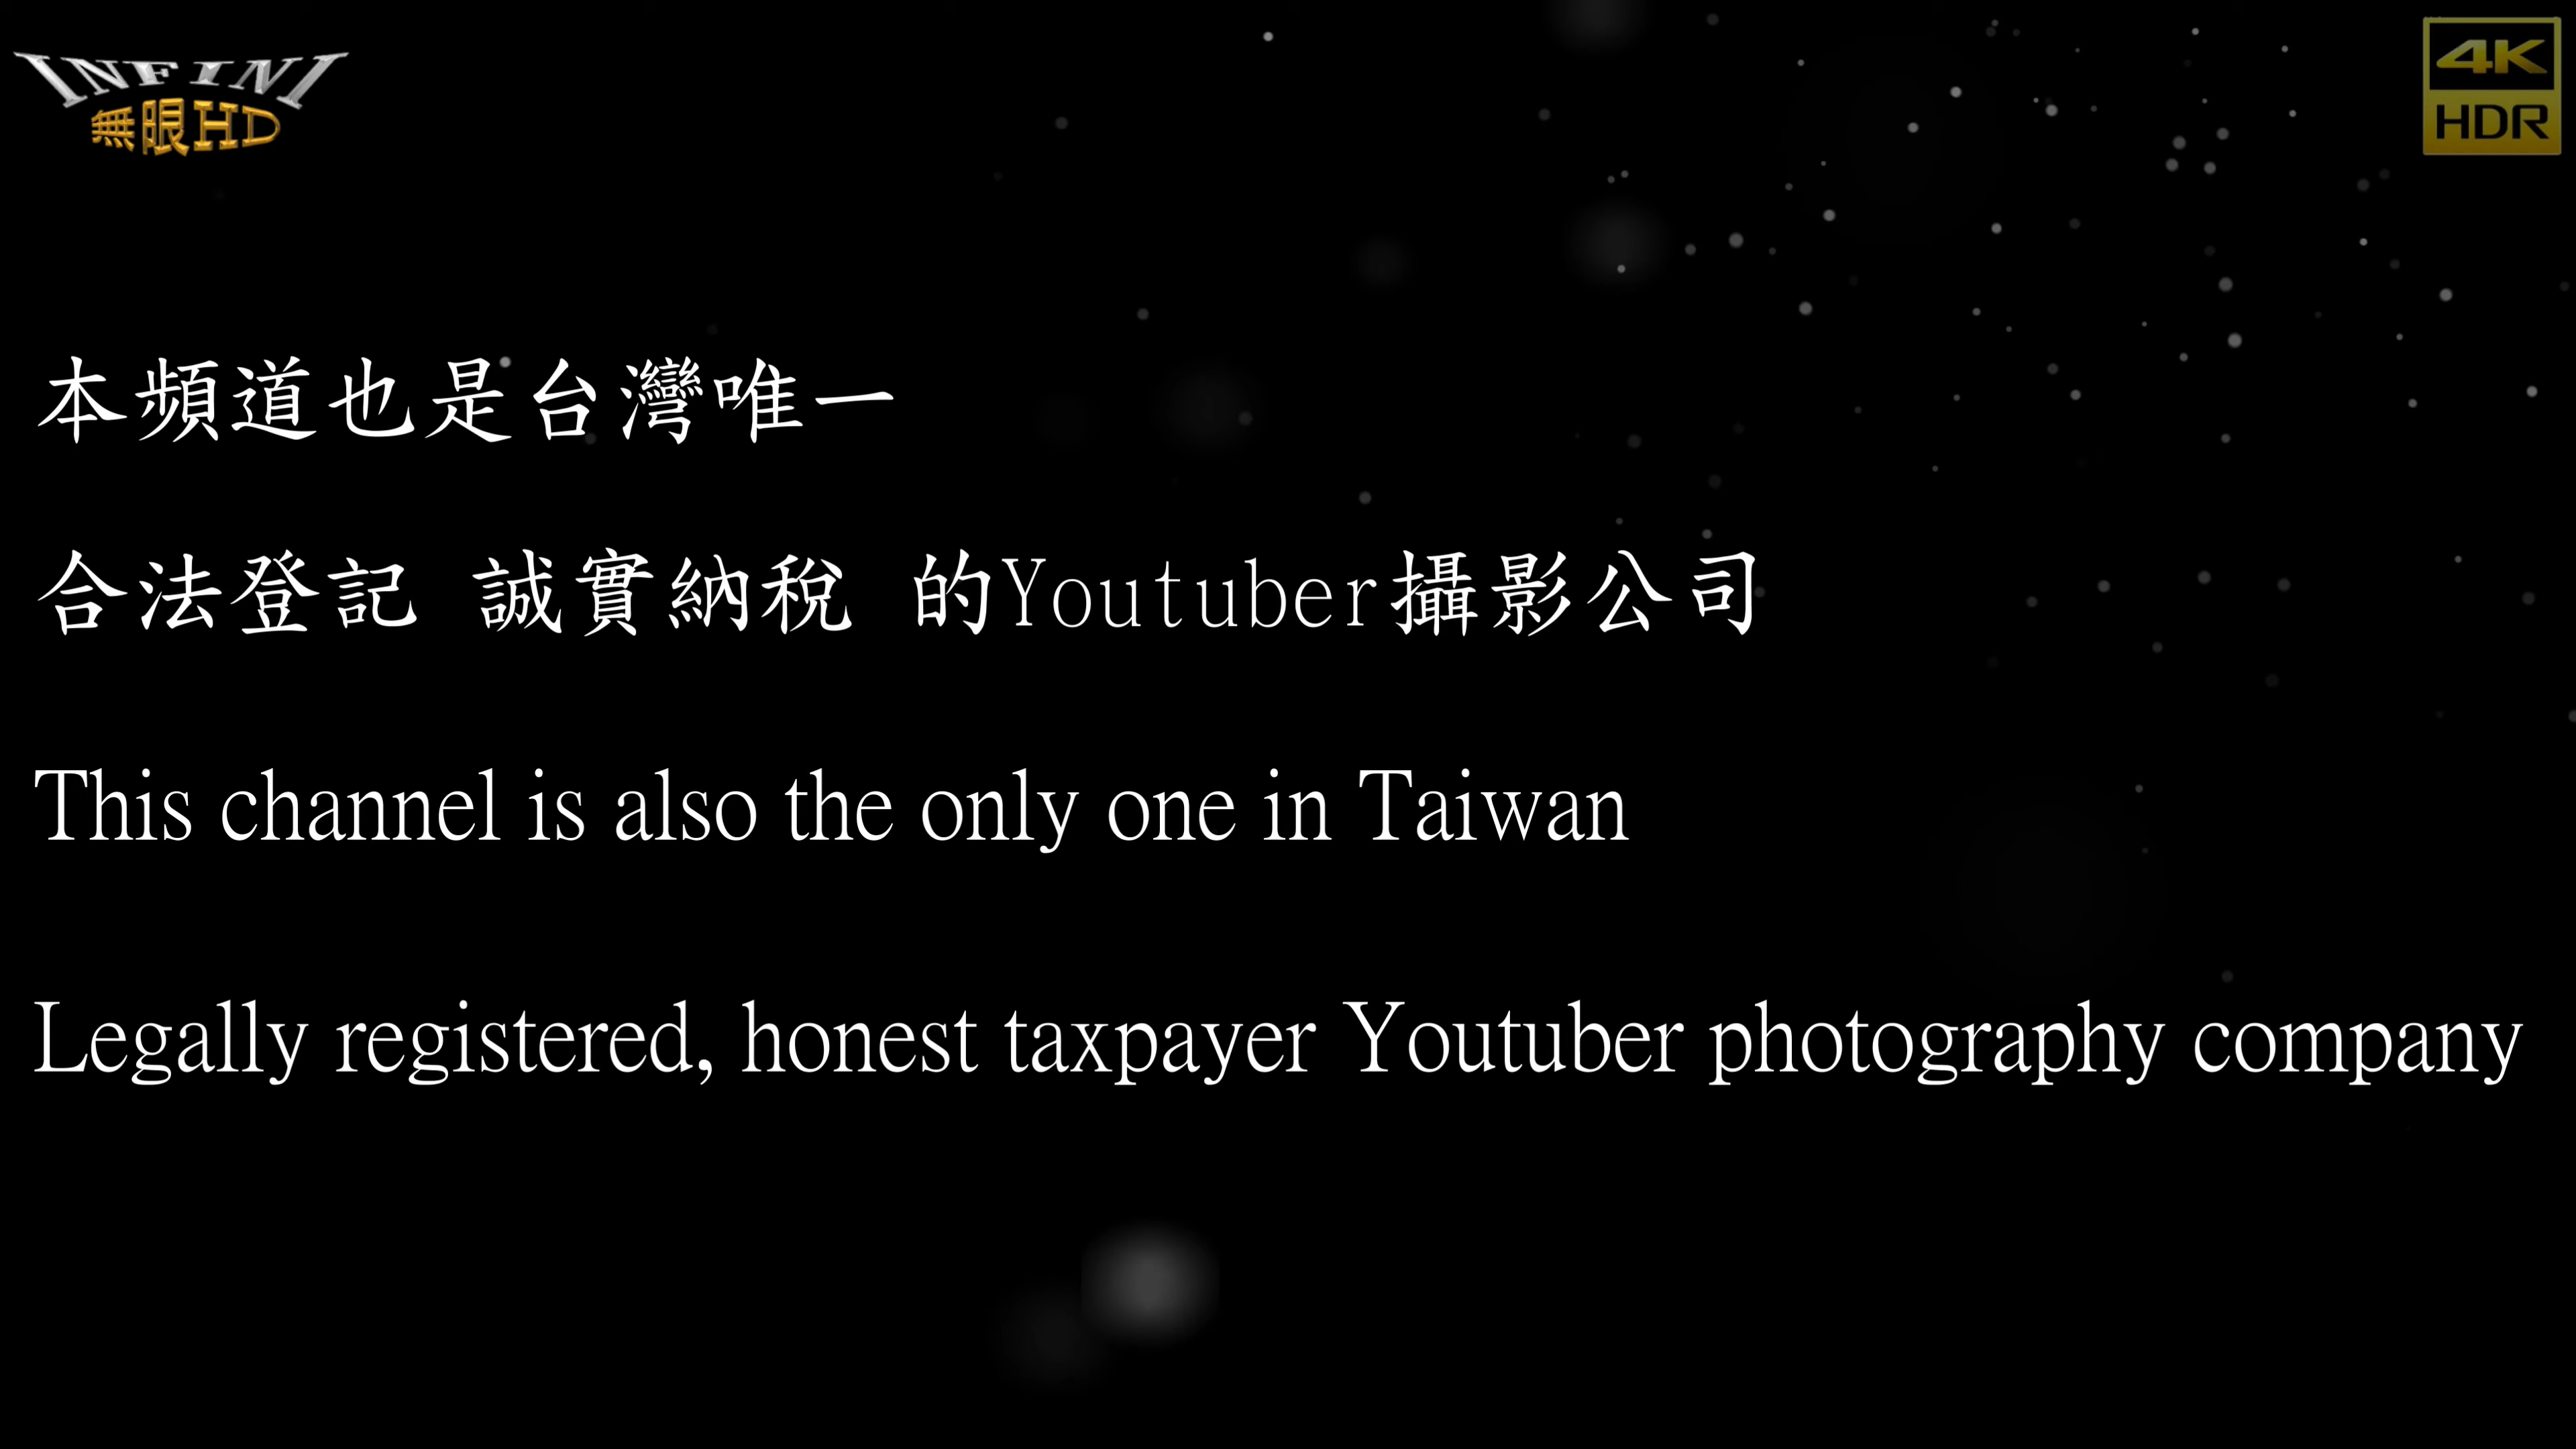 INFINI
無限HD
4K
HDR
本頻道也是台灣唯一
合法登記 誠實納稅 的Youtuber攝影公司
This channel is also the only one in Taiwan
Legally registered, honest taxpayer Youtuber photography company